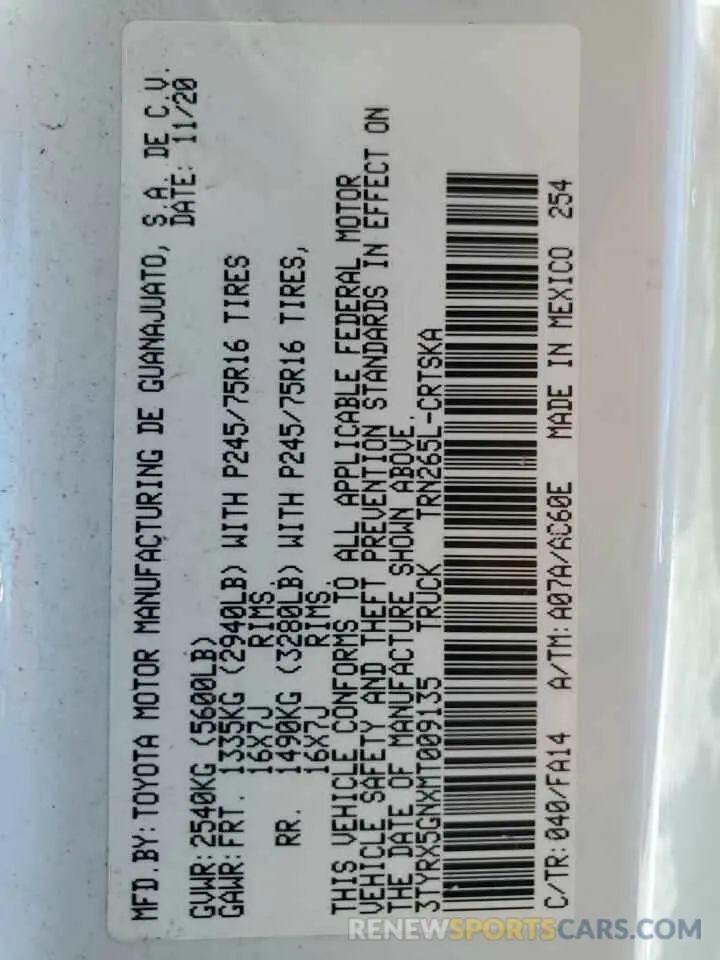 MFD.BY: TOYOTA MOTOR MANUFACTURING DE GUANAJUATO, S.A. DE C.V.
DATE: 11/20
GVWR: 2540KG (5600LB)
GAWR: FRT. 1335KG (2940LB) WITH P245/75R16 TIRES
16X7J RIMS.
RR. 1490KG (3280LB) WITH P245/75R16 TIRES,
16X7J RIMS.
THIS VEHICLE CONFORMS TO ALL APPLICABLE FEDERAL MOTOR
VEHICLE SAFETY AND THEFT PREVENTION STANDARDS IN EFFECT ON
THE DATE OF MANUFACTURE SHOWN ABOVE.
3TYRX5GNXMT009135 TRUCK TRN265L-CRTSKA
C/TR: 040/FA14 A/TM: A07A/AC60E MADE IN MEXICO 254
RENEWSPORTSCARS.COM